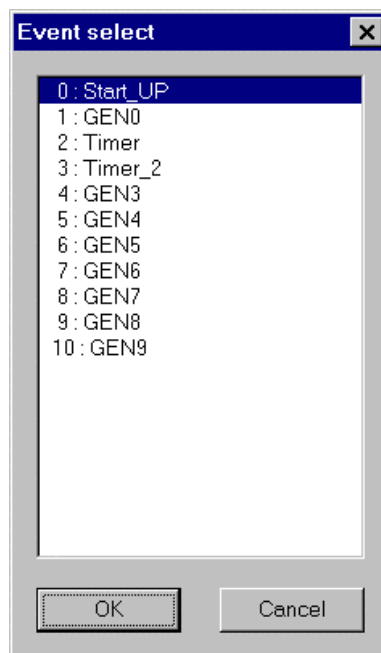 Event select
0 : Start_UP
1 : GEN0
2 : Timer
3 : Timer_2
4 : GEN3
5 : GEN4
6 : GEN5
7 : GEN6
8 : GEN7
9 : GEN8
10 : GEN9
OK
Cancel